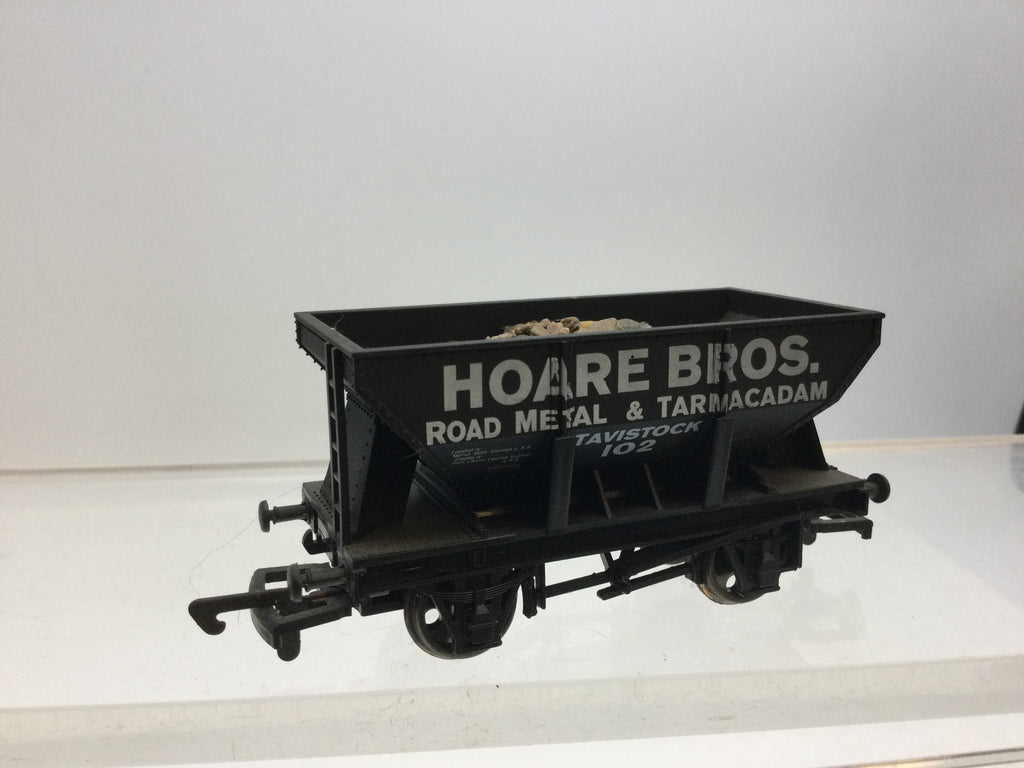 HOARE BROS.
ROAD METAL & TARMACADAM
TAVISTOCK
102